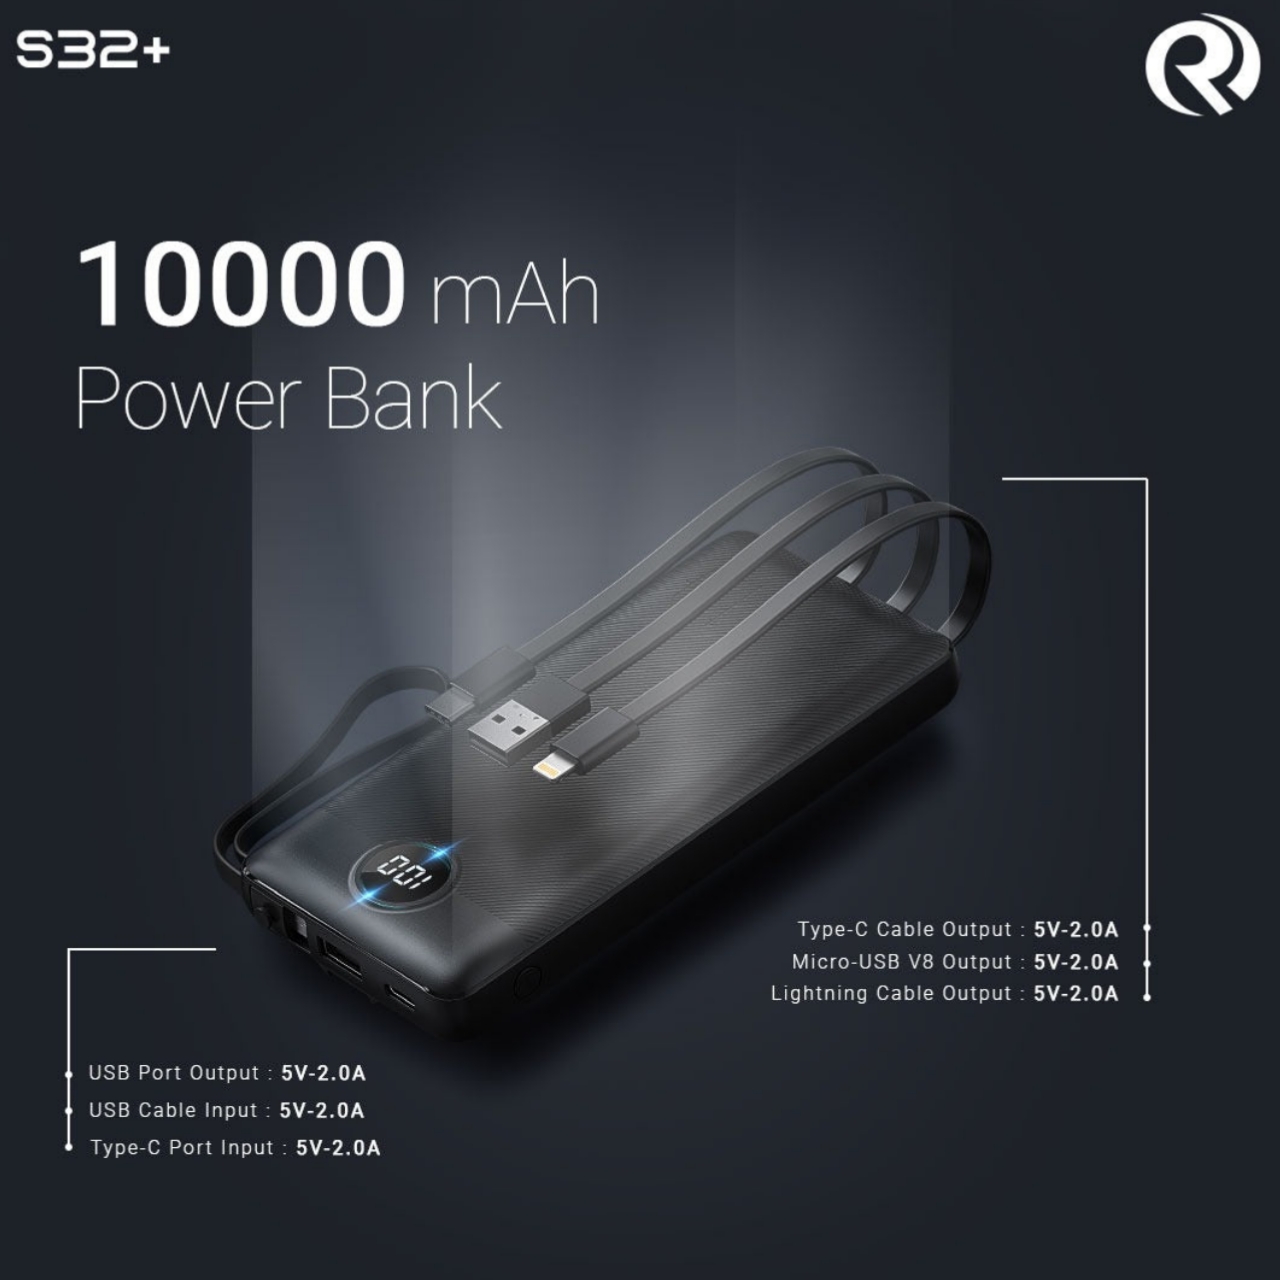 S32+
10000 mAh
Power Bank
100
Type-C Cable Output : 5V-2.0A
Micro-USB V8 Output : 5V-2.0A
Lightning Cable Output : 5V-2.0A
USB Port Output : 5V-2.0A
USB Cable Input : 5V-2.0A
Type-C Port Input : 5V-2.0A